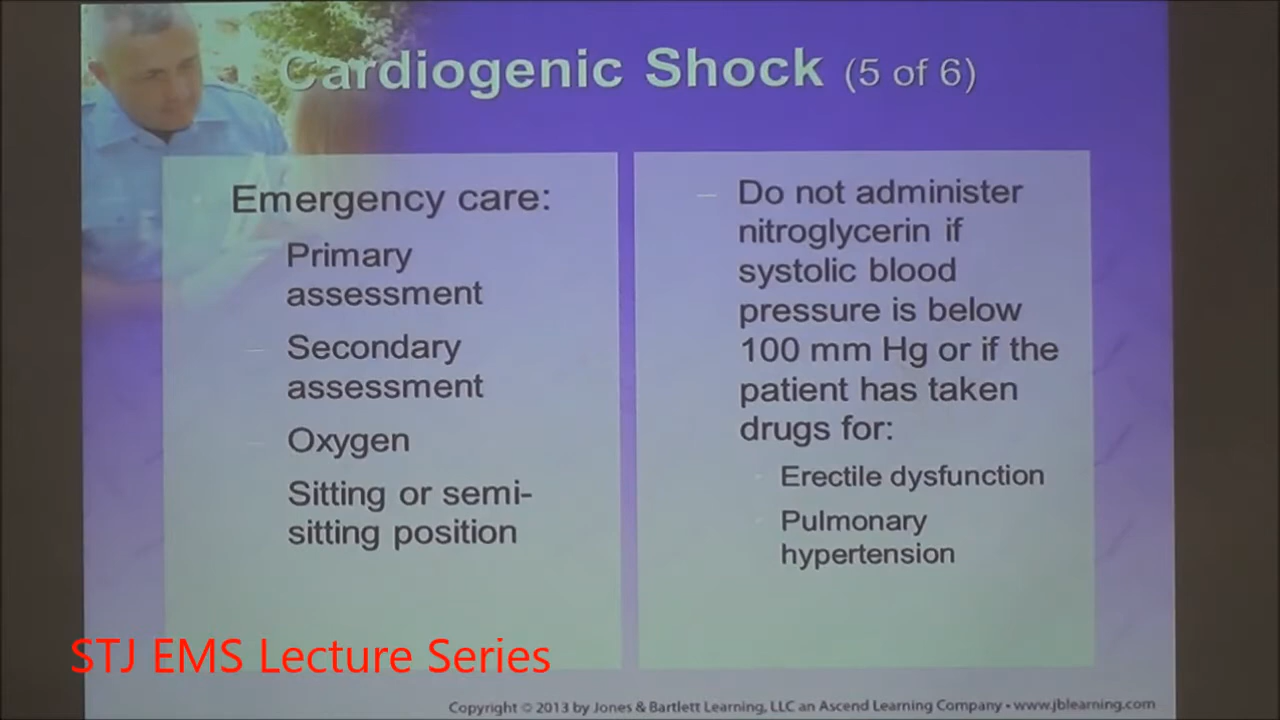 Cardiogenic Shock (5 of 6)
Emergency care:
Primary
assessment
– Secondary
assessment
– Oxygen
Sitting or semi-
sitting position
– Do not administer
nitroglycerin if
systolic blood
pressure is below
100 mm Hg or if the
patient has taken
drugs for:
Erectile dysfunction
Pulmonary
hypertension
STJ EMS Lecture Series
Copyright © 2013 by Jones & Bartlett Learning, LLC an Ascend Learning Company • www.jblearning.com